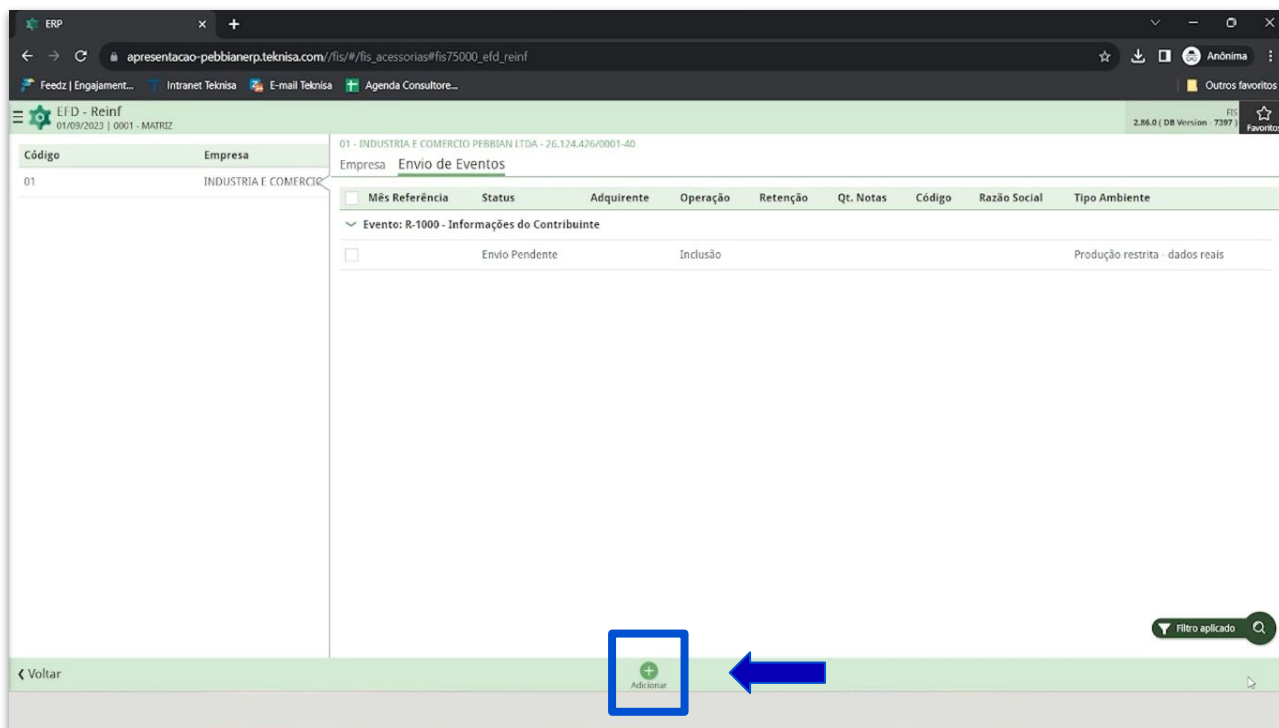 ERP
apresentacao-pebbianerp.teknisa.com//fis/#/fis_acessorias#fis75000_efd_reinf
Anônima
Feedz | Engajament... Intranet Teknisa E-mail Teknisa Agenda Consultore... Outros favoritos
EFD - Reinf
01/09/2023 | 0001 - MATRIZ
FIS
2.86.0 ( DB Version - 7397 )
Favoritos
Código Empresa
01 INDUSTRIA E COMERCIO
01 - INDUSTRIA E COMERCIO PEBBIAN LTDA - 26.124.426/0001-40
Empresa Envio de Eventos
Mês Referência Status Adquirente Operação Retenção Qt. Notas Código Razão Social Tipo Ambiente
Evento: R-1000 - Informações do Contribuinte
Envio Pendente Inclusão Produção restrita - dados reais
Filtro aplicado
Voltar
Adicionar